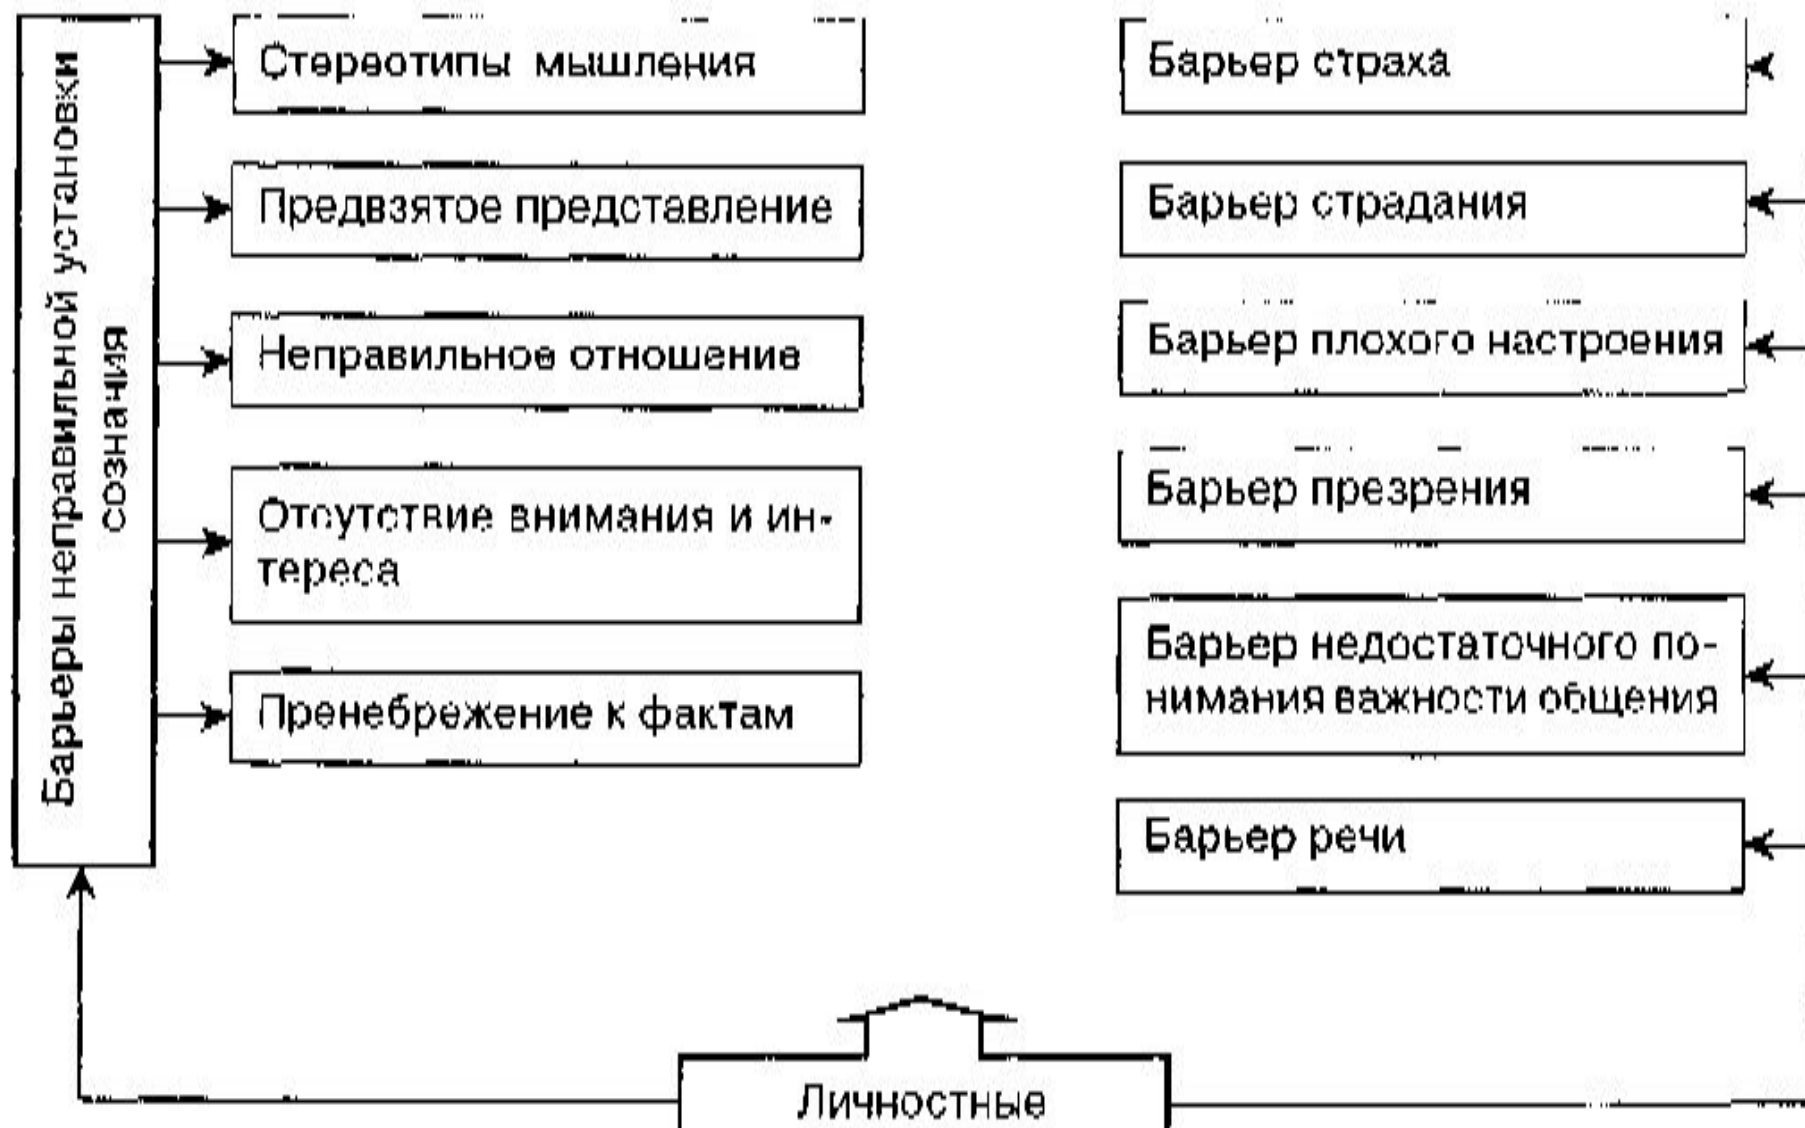 Барьеры неправильной установки
сознания
Стереотипы мышления
Предвзятое представление
Неправильное отношение
Отсутствие внимания и ин-
тереса
Пренебрежение к фактам
Барьер страха
Барьер страдания
Барьер плохого настроения
Барьер презрения
Барьер недостаточного по-
нимания важности общения
Барьер речи
Личностные